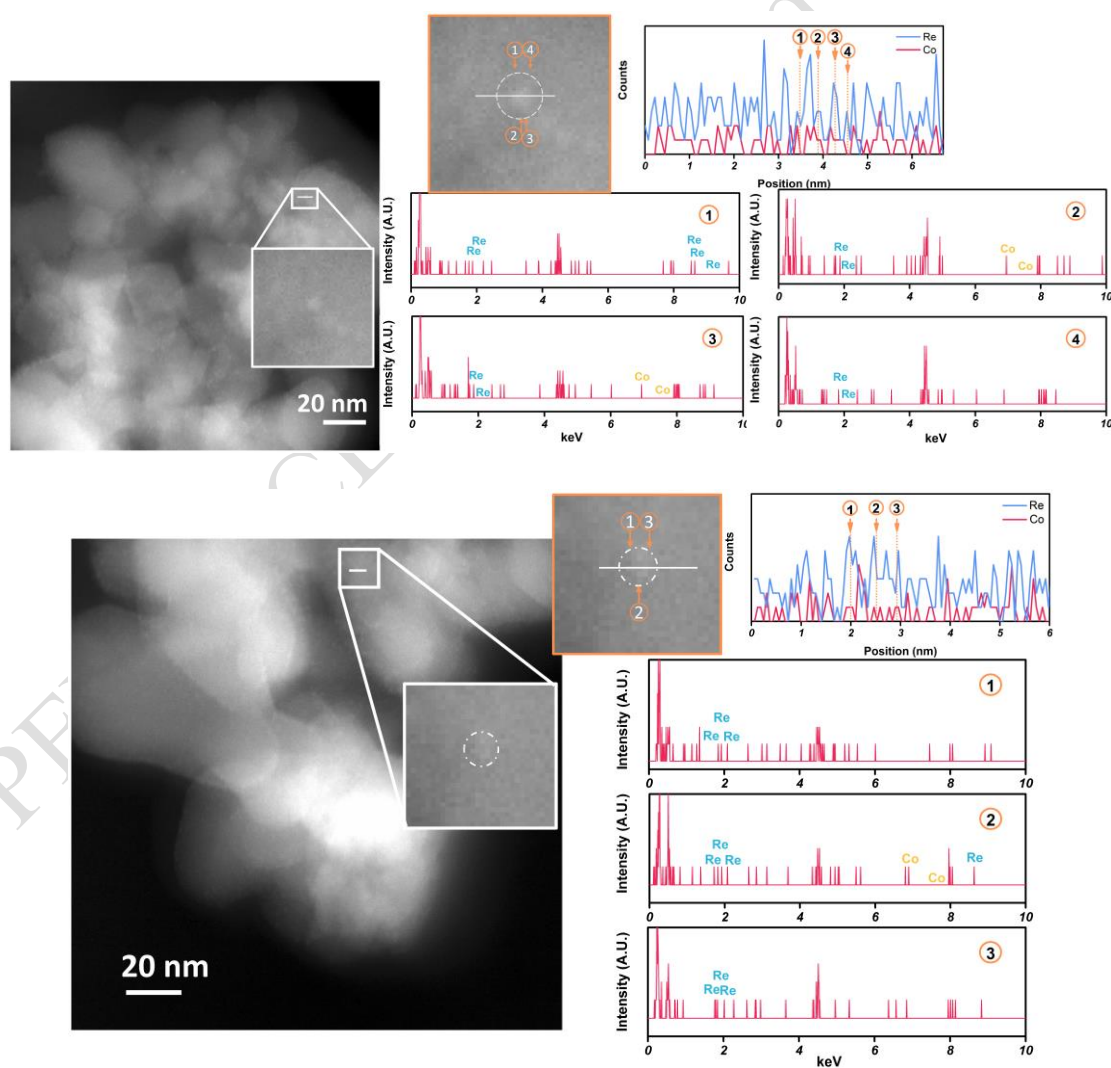 1 4
2 3
20 nm
Counts
1 2 3 4
Re
Co
0 1 2 3 4 5 6
Position (nm)
Intensity (A.U.)
1
Re
Re
Re
Re
Re
0 2 4 6 8 10
Intensity (A.U.)
2
Re
Re
Co
Co
0 2 4 6 8 10
Intensity (A.U.)
3
Re
Re
Co
Co
0 2 4 6 8 10
keV
Intensity (A.U.)
4
Re
Re
0 2 4 6 8 10
keV
1 3
2
20 nm
Counts
1 2 3
Re
Co
0 1 2 3 4 5 6
Position (nm)
Intensity (A.U.)
1
Re
Re Re
0 2 4 6 8 10
Intensity (A.U.)
2
Re
Re Re
Co
Co
Re
0 2 4 6 8 10
Intensity (A.U.)
3
Re
ReRe
0 2 4 6 8 10
keV